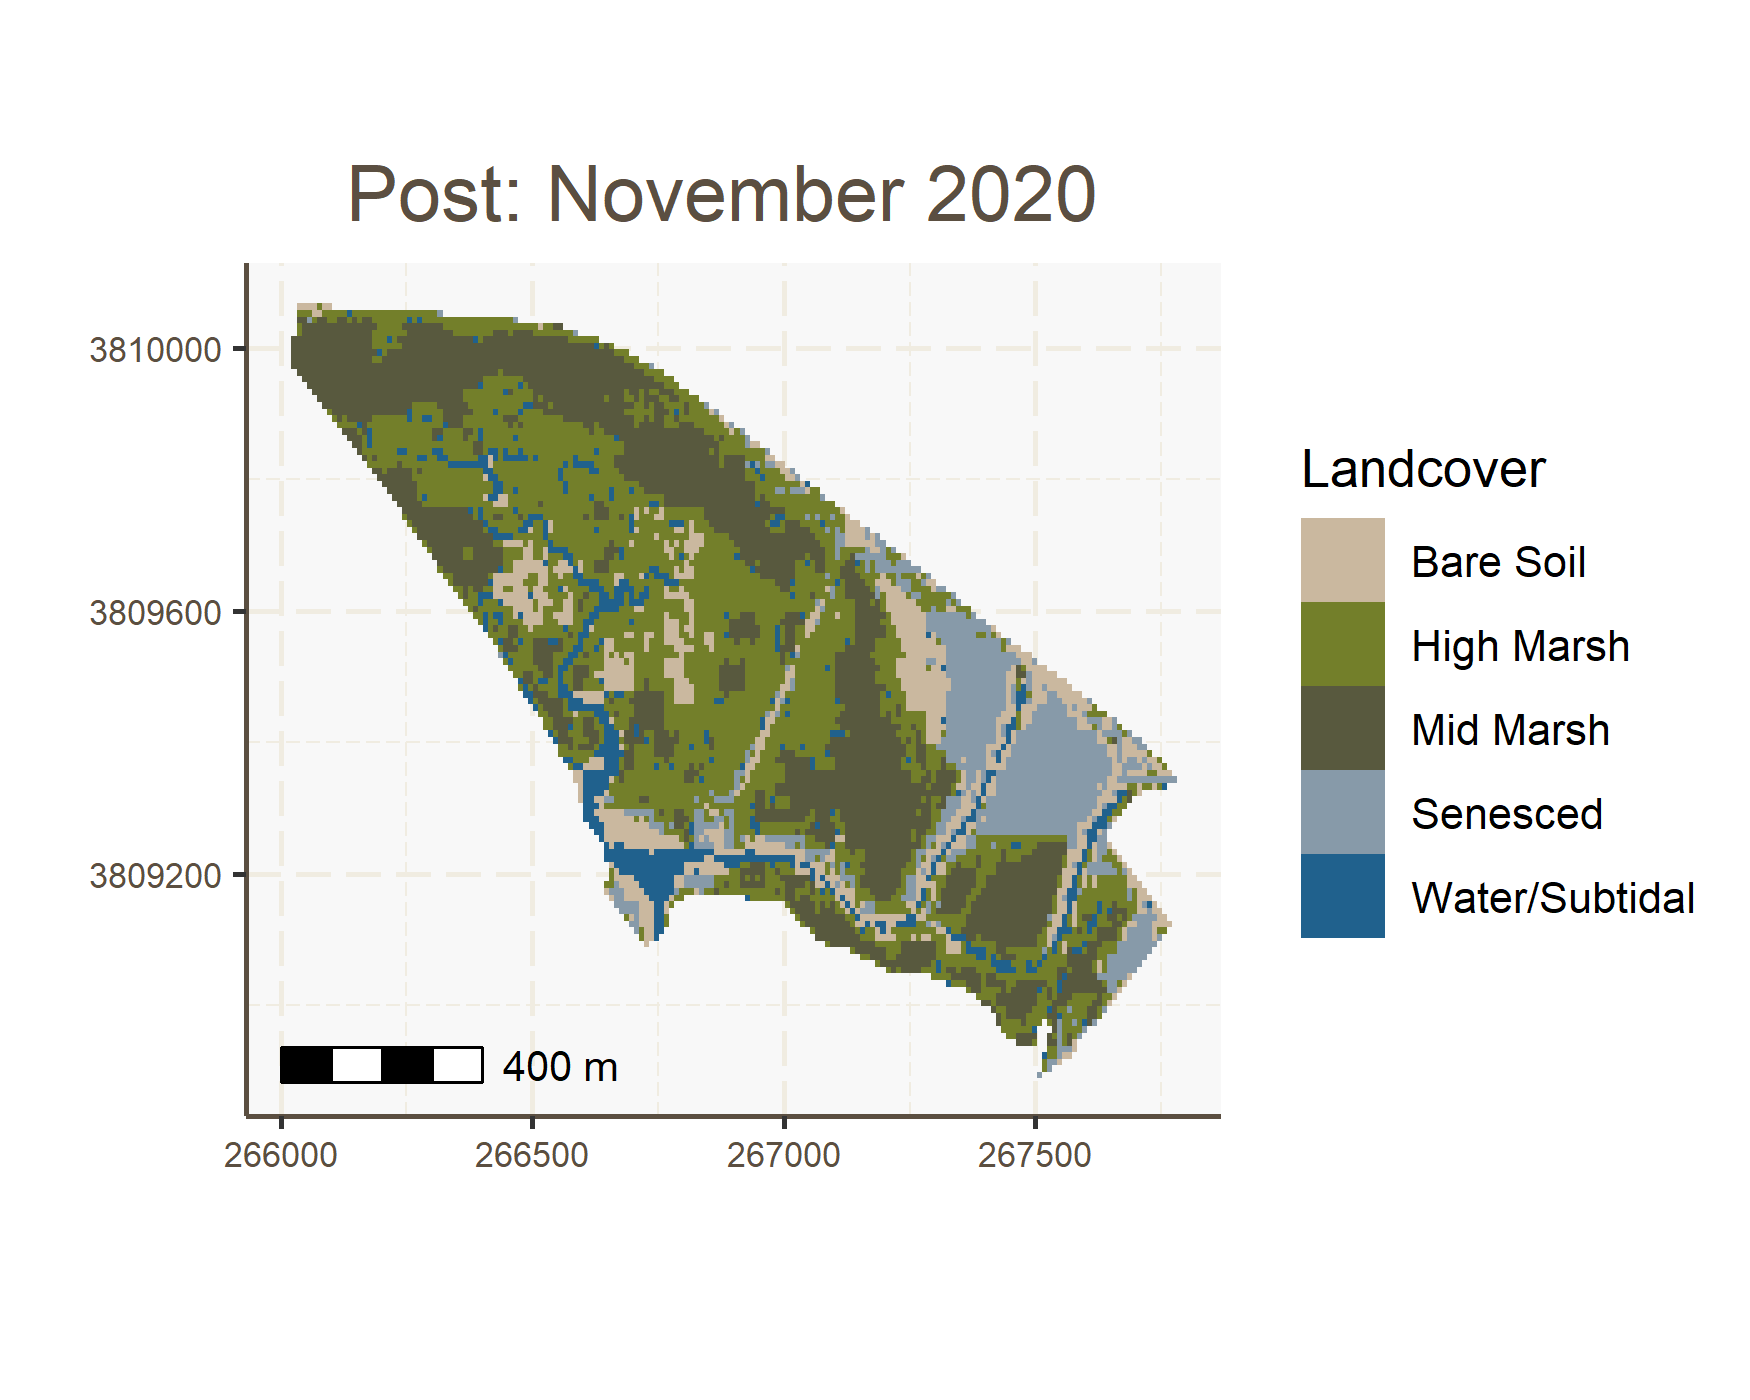 Post: November 2020
3810000
3809600
3809200
266000
266500
267000
267500
400 m
Landcover
Bare Soil
High Marsh
Mid Marsh
Senesced
Water/Subtidal